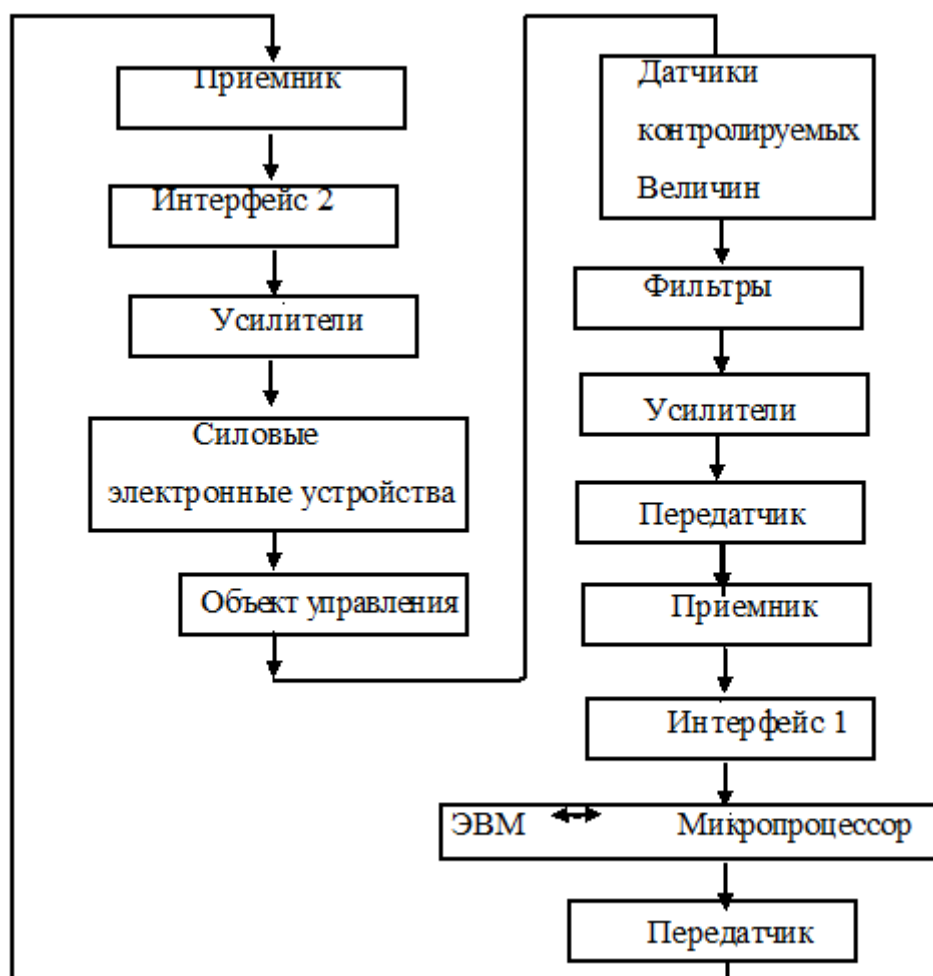 Приемник
Интерфейс 2
Усилители
Силовые
электронные устройства
Объект управления
Датчики
контролируемых
Величин
Фильтры
Усилители
Передатчик
Приемник
Интерфейс 1
ЭВМ Микропроцессор
Передатчик